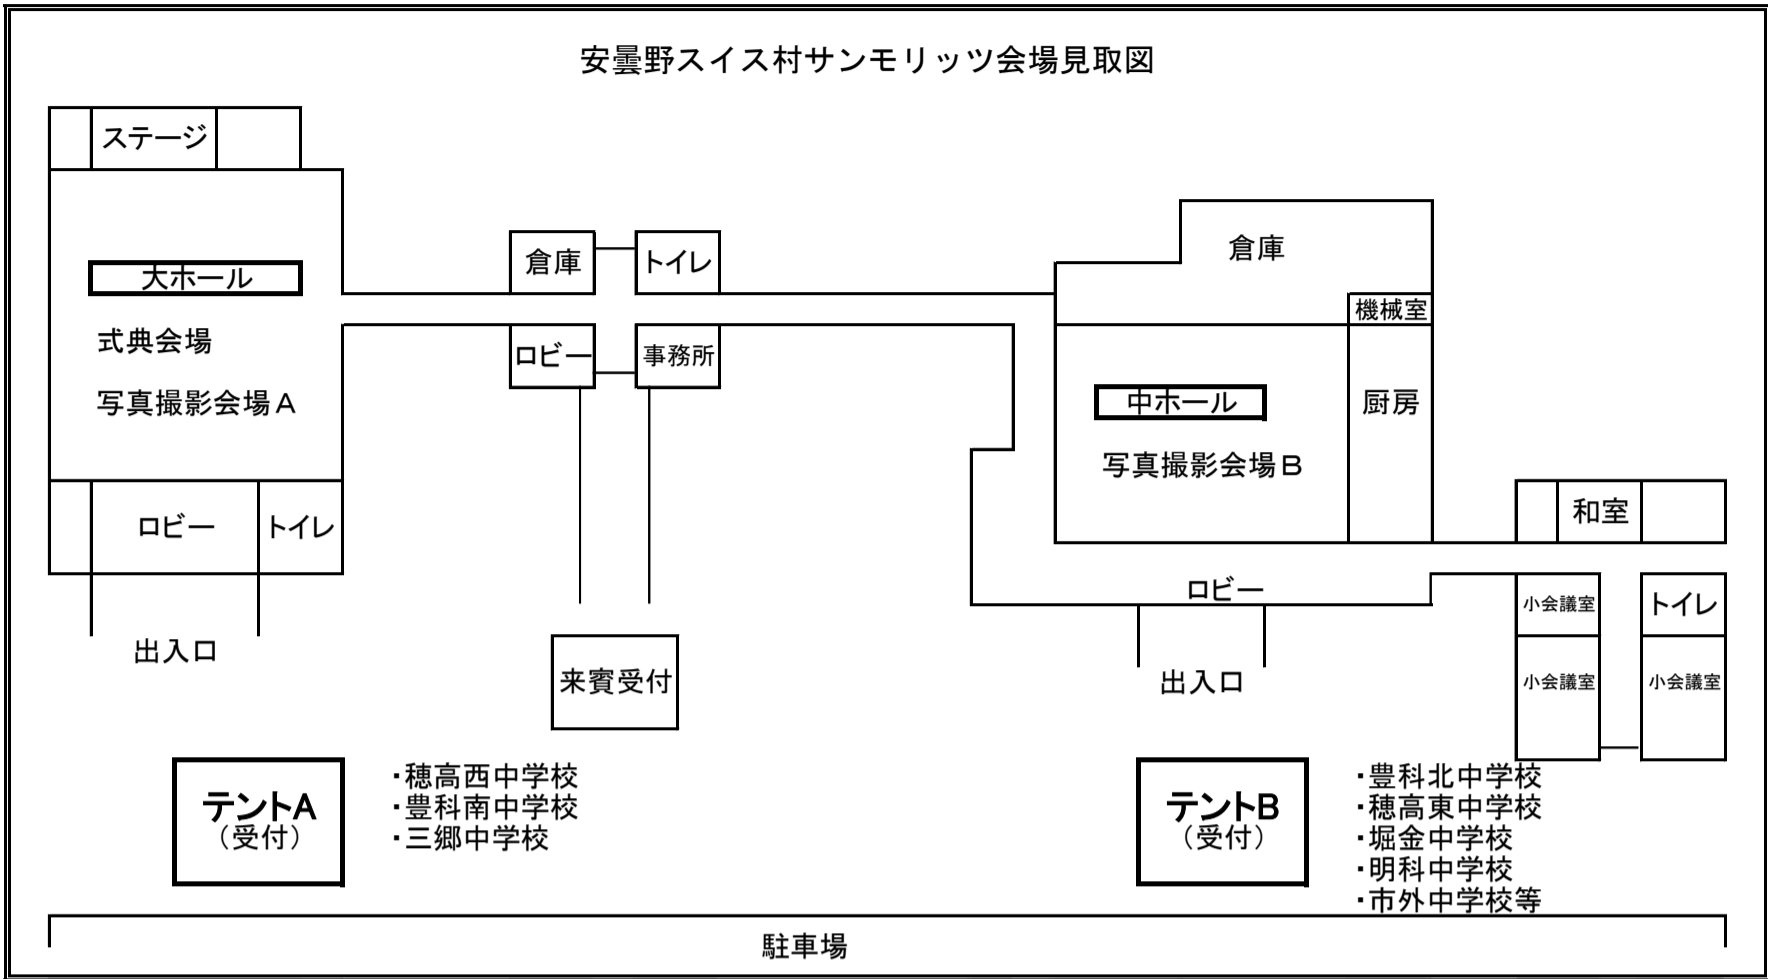 安曇野スイス村サンモリッツ会場見取図
ステージ
大ホール
式典会場
写真撮影会場Ａ
ロビー
トイレ
出入口
倉庫
トイレ
ロビー
事務所
来賓受付
倉庫
機械室
厨房
中ホール
写真撮影会場Ｂ
ロビー
出入口
和室
小会議室
トイレ
小会議室
小会議室
テントA
（受付）
・穂高西中学校
・豊科南中学校
・三郷中学校
テントB
（受付）
・豊科北中学校
・穂高東中学校
・堀金中学校
・明科中学校
・市外中学校等
駐車場